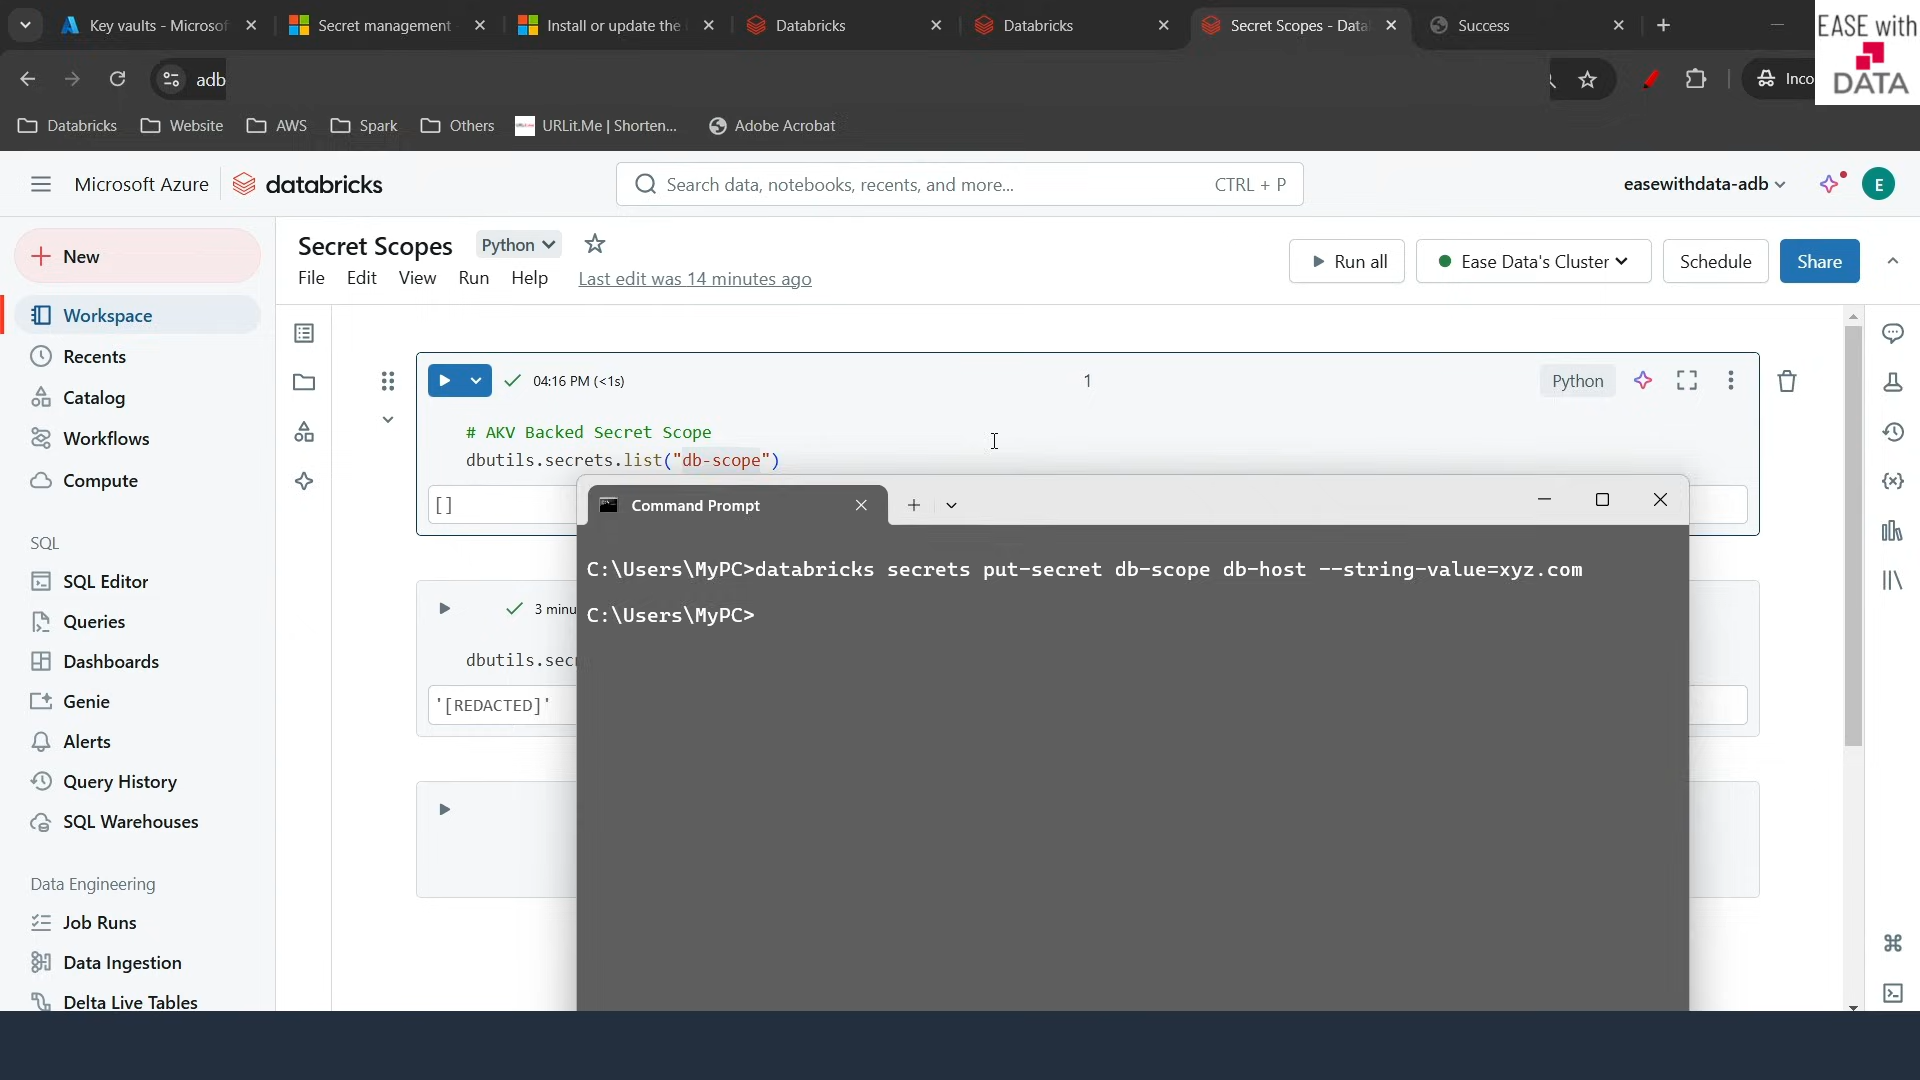 Key vaults - Microsof
Secret management
Install or update the
Databricks
Databricks
Secret Scopes - Data
Success
EASE with
DATA
adb
Inco
Databricks
Website
AWS
Spark
Others
URLit.Me | Shorten...
Adobe Acrobat
Microsoft Azure
databricks
Search data, notebooks, recents, and more...
CTRL + P
easewithdata-adb
E
New
Secret Scopes
Python
File
Edit
View
Run
Help
Last edit was 14 minutes ago
Run all
Ease Data's Cluster
Schedule
Share
Workspace
Recents
Catalog
Workflows
Compute
SQL
SQL Editor
Queries
Dashboards
Genie
Alerts
Query History
SQL Warehouses
Data Engineering
Job Runs
Data Ingestion
Delta Live Tables
04:16 PM (<1s)
1
Python
# AKV Backed Secret Scope
dbutils.secrets.list("db-scope")
[]
3 minu
dbutils.secr
'[REDACTED]'
Command Prompt
C:\Users\MyPC>databricks secrets put-secret db-scope db-host --string-value=xyz.com
C:\Users\MyPC>